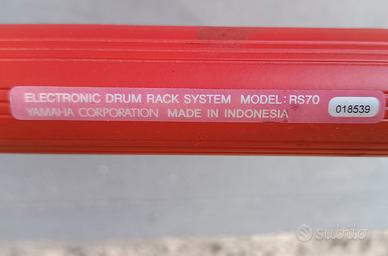 ELECTRONIC DRUM RACK SYSTEM MODEL: RS70
018539
YAMAHA CORPORATION MADE IN INDONESIA
subito